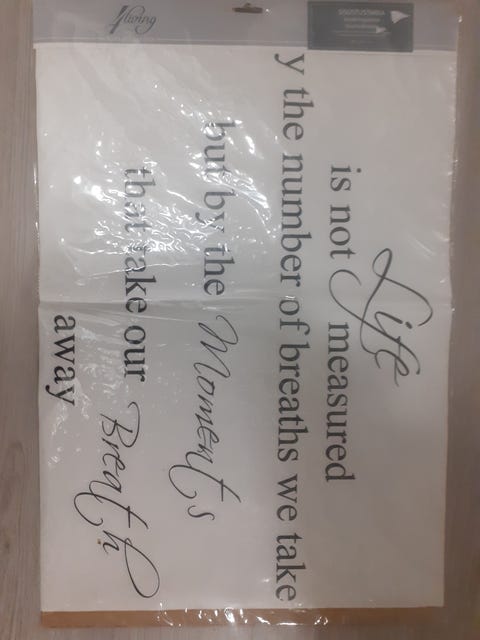 4living
Life
is not measured
y the number of breaths we take
but by the Moments
that take our Breath
away